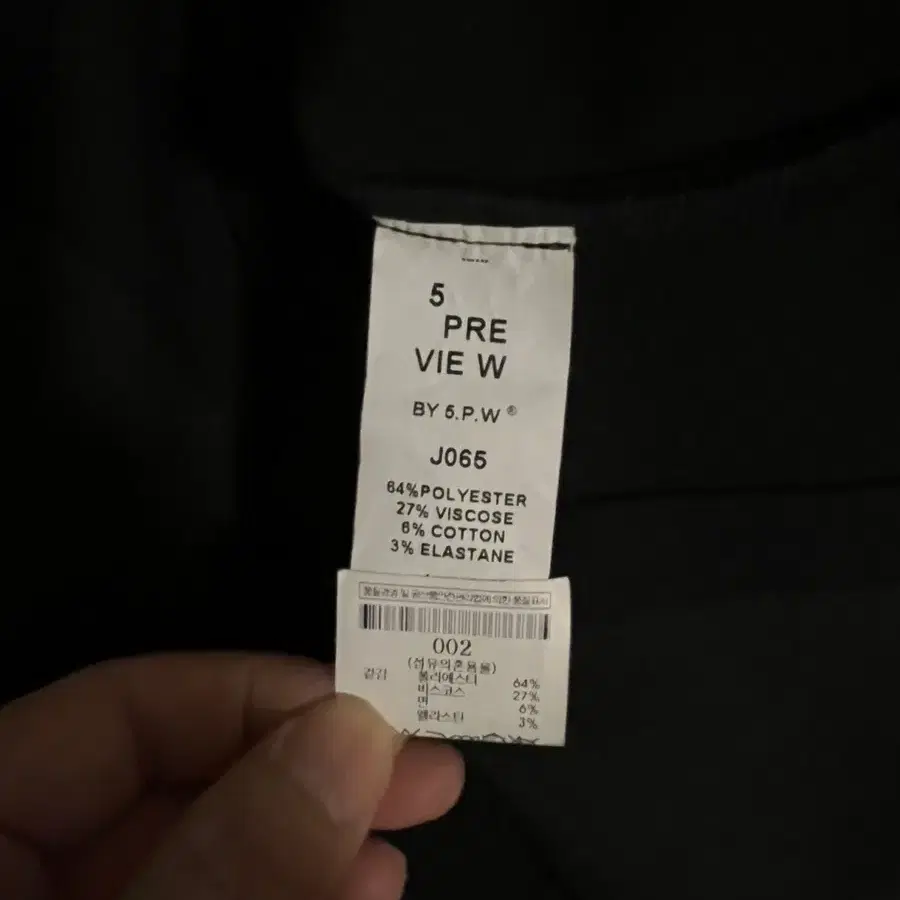 5
PRE
VIE W
BY 5.P.W ®
J065
64%POLYESTER
27% VISCOSE
6% COTTON
3% ELASTANE
002
(섬유의혼용률)
겉감 폴리에스터 64%
비스코스 27%
면 6%
엘라스탄 3%